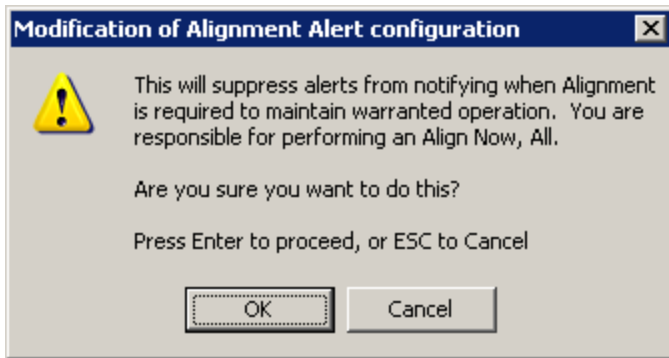 Modification of Alignment Alert configuration
This will suppress alerts from notifying when Alignment
is required to maintain warranted operation.  You are
responsible for performing an Align Now, All.
Are you sure you want to do this?
Press Enter to proceed, or ESC to Cancel
OK
Cancel